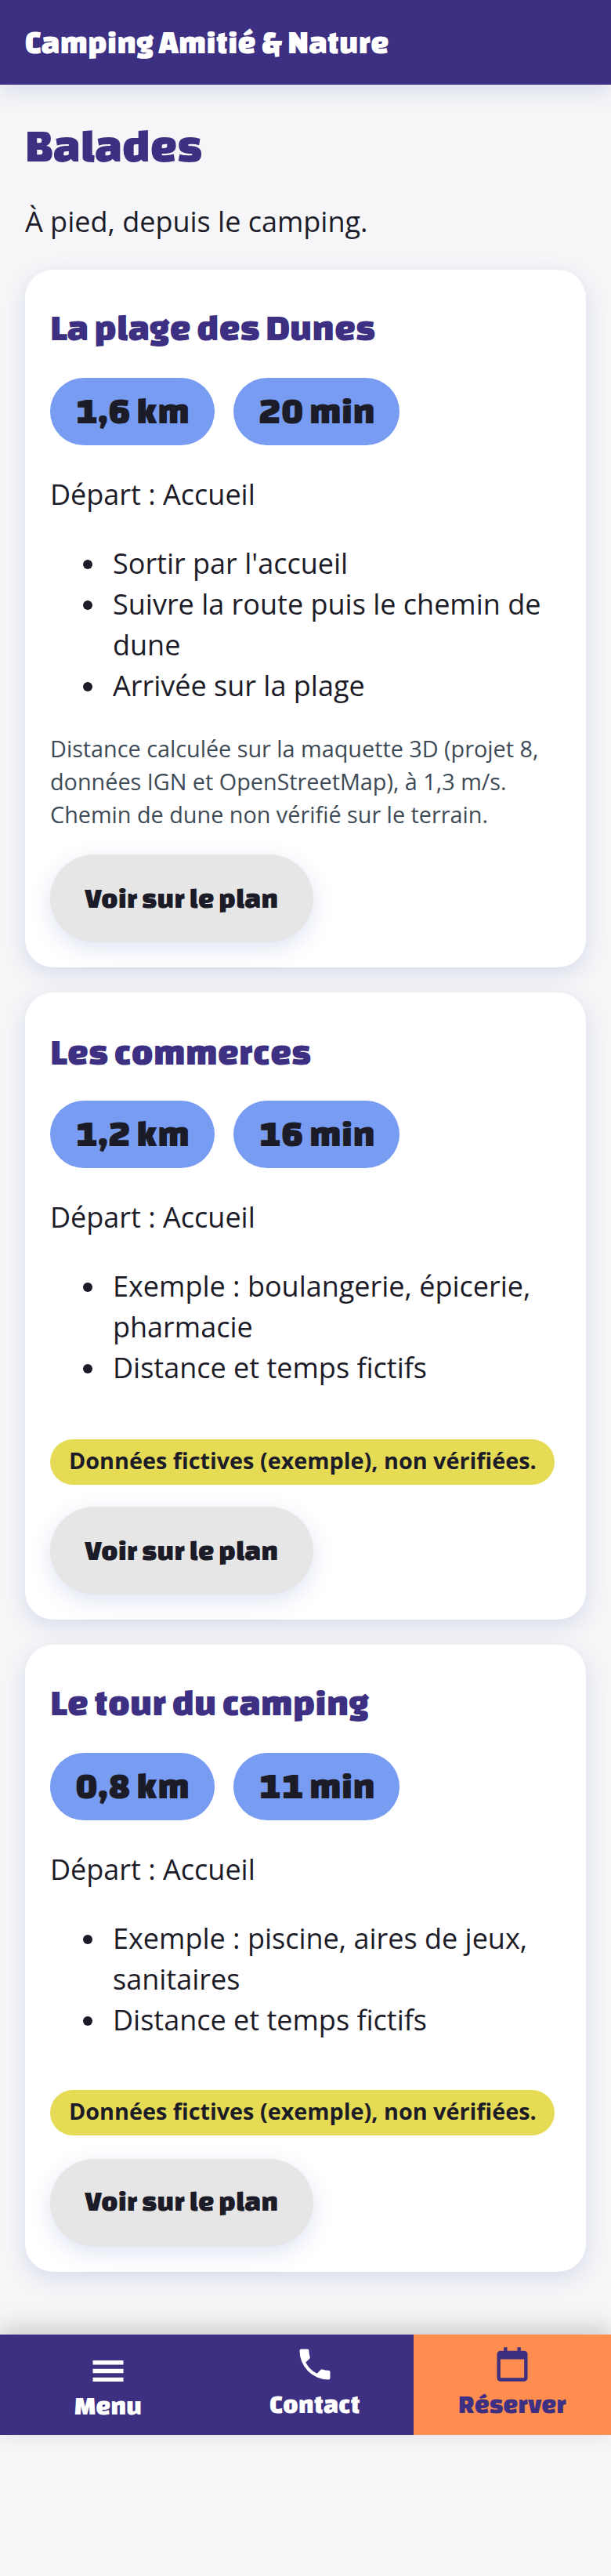 Camping Amitié & Nature
Balades
À pied, depuis le camping.
La plage des Dunes
1,6 km
20 min
Départ : Accueil
• Sortir par l'accueil
• Suivre la route puis le chemin de
dune
• Arrivée sur la plage
Distance calculée sur la maquette 3D (projet 8,
données IGN et OpenStreetMap), à 1,3 m/s.
Chemin de dune non vérifié sur le terrain.
Voir sur le plan
Les commerces
1,2 km
16 min
Départ : Accueil
• Exemple : boulangerie, épicerie,
pharmacie
• Distance et temps fictifs
Données fictives (exemple), non vérifiées.
Voir sur le plan
Le tour du camping
0,8 km
11 min
Départ : Accueil
• Exemple : piscine, aires de jeux,
sanitaires
• Distance et temps fictifs
Données fictives (exemple), non vérifiées.
Voir sur le plan
Menu
Contact
Réserver